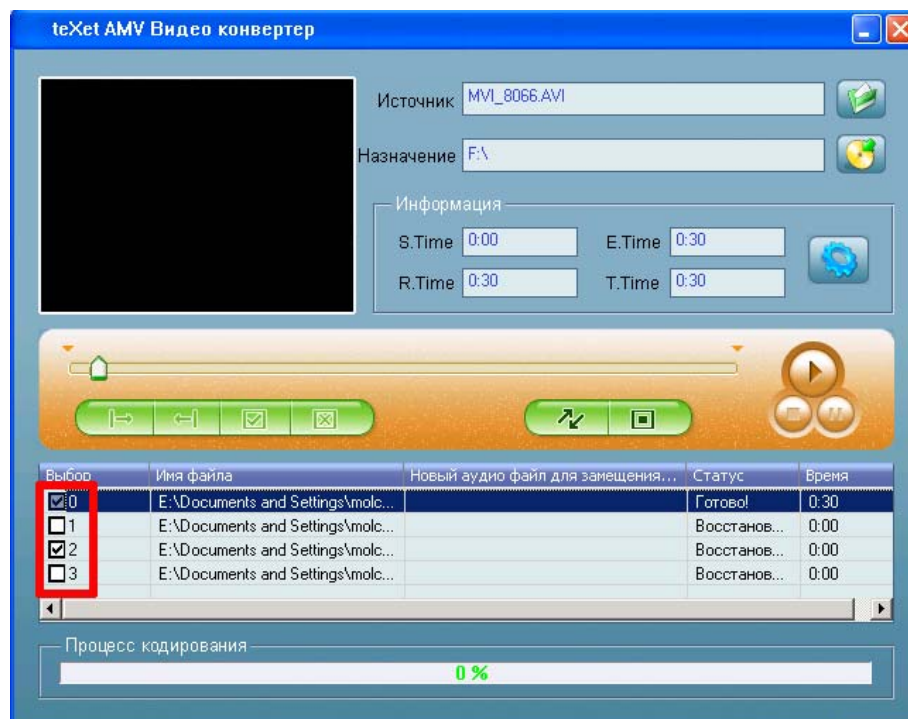 teXet AMV Видео конвертер
Источник MVI_8066.AVI
Назначение F:\
Информация
S.Time 0:00 E.Time 0:30
R.Time 0:30 T.Time 0:30
Выбор Имя файла Новый аудио файл для замещения... Статус Время
0 E:\Documents and Settings\molc... Готово! 0:30
1 E:\Documents and Settings\molc... Восстанов... 0:00
2 E:\Documents and Settings\molc... Восстанов... 0:00
3 E:\Documents and Settings\molc... Восстанов... 0:00
Процесс кодирования
0 %